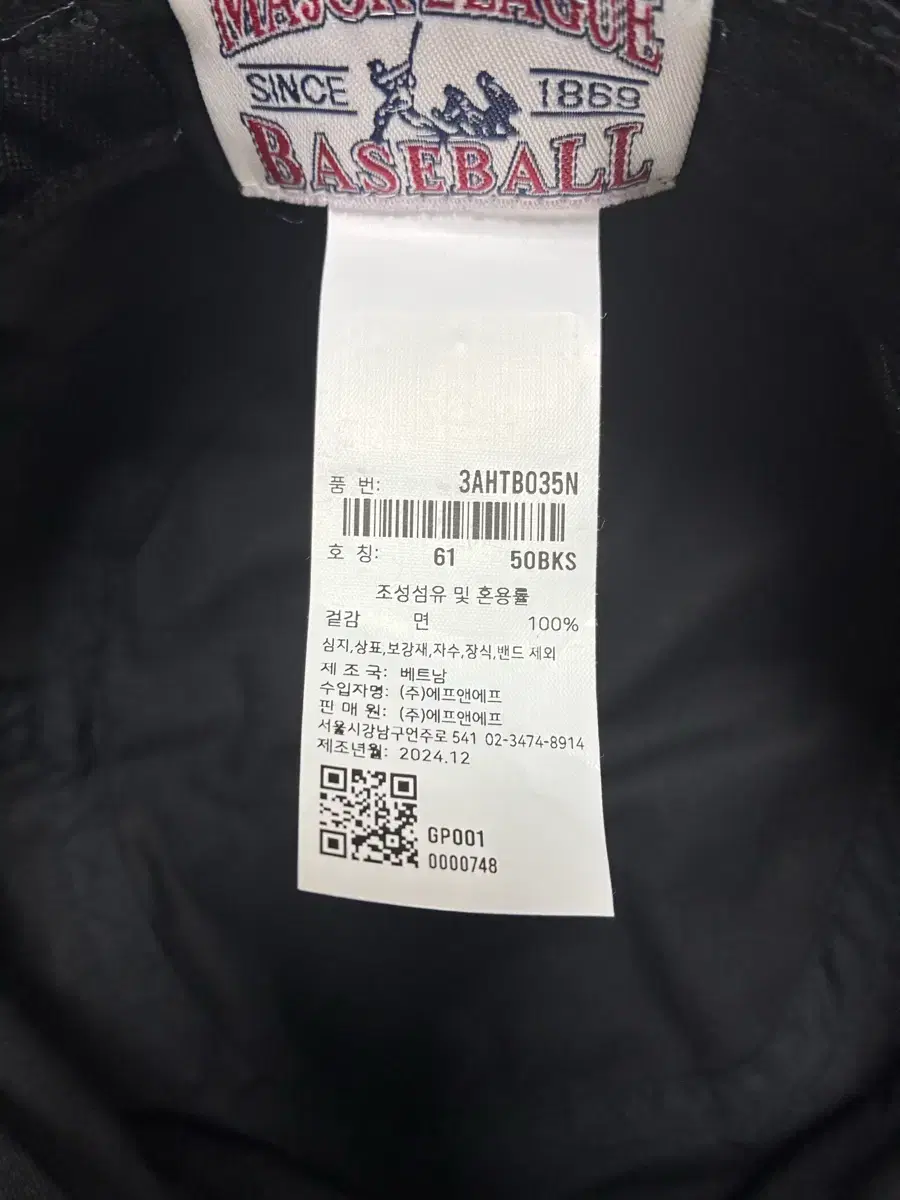 MAJOR LEAGUE
SINCE 1869
BASEBALL
품 번: 3AHTB035N
호 칭: 61 50BKS
조성섬유 및 혼용률
겉감 면 100%
심지,상표,보강재,자수,장식,밴드 제외
제 조 국: 베트남
수입자명: (주)에프앤에프
판 매 원: (주)에프앤에프
서울시강남구언주로 541 02-3474-8914
제조년월: 2024.12
GP001
0000748